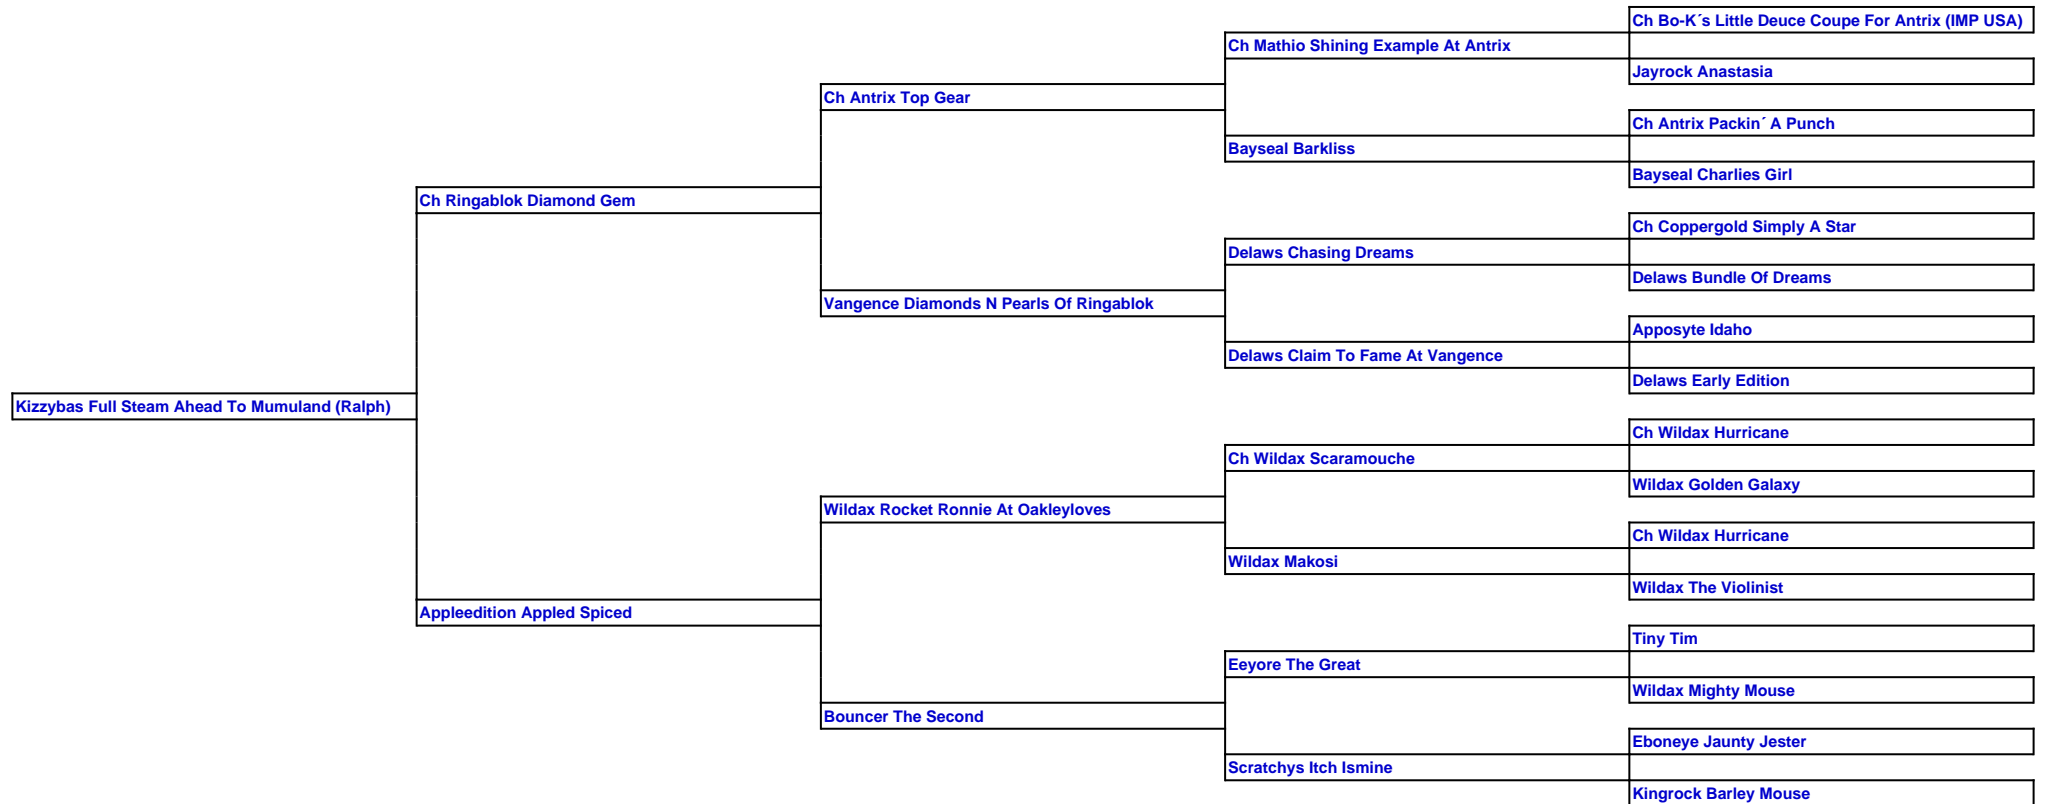 Ch Bo-K´s Little Deuce Coupe For Antrix (IMP USA)
Ch Mathio Shining Example At Antrix
Jayrock Anastasia
Ch Antrix Top Gear
Ch Antrix Packin´ A Punch
Bayseal Barkliss
Bayseal Charlies Girl
Ch Ringablok Diamond Gem
Ch Coppergold Simply A Star
Delaws Chasing Dreams
Delaws Bundle Of Dreams
Vangence Diamonds N Pearls Of Ringablok
Apposyte Idaho
Delaws Claim To Fame At Vangence
Delaws Early Edition
Kizzybas Full Steam Ahead To Mumuland (Ralph)
Ch Wildax Hurricane
Ch Wildax Scaramouche
Wildax Golden Galaxy
Wildax Rocket Ronnie At Oakleyloves
Ch Wildax Hurricane
Wildax Makosi
Wildax The Violinist
Appleedition Appled Spiced
Tiny Tim
Eeyore The Great
Wildax Mighty Mouse
Bouncer The Second
Eboneye Jaunty Jester
Scratchys Itch Ismine
Kingrock Barley Mouse